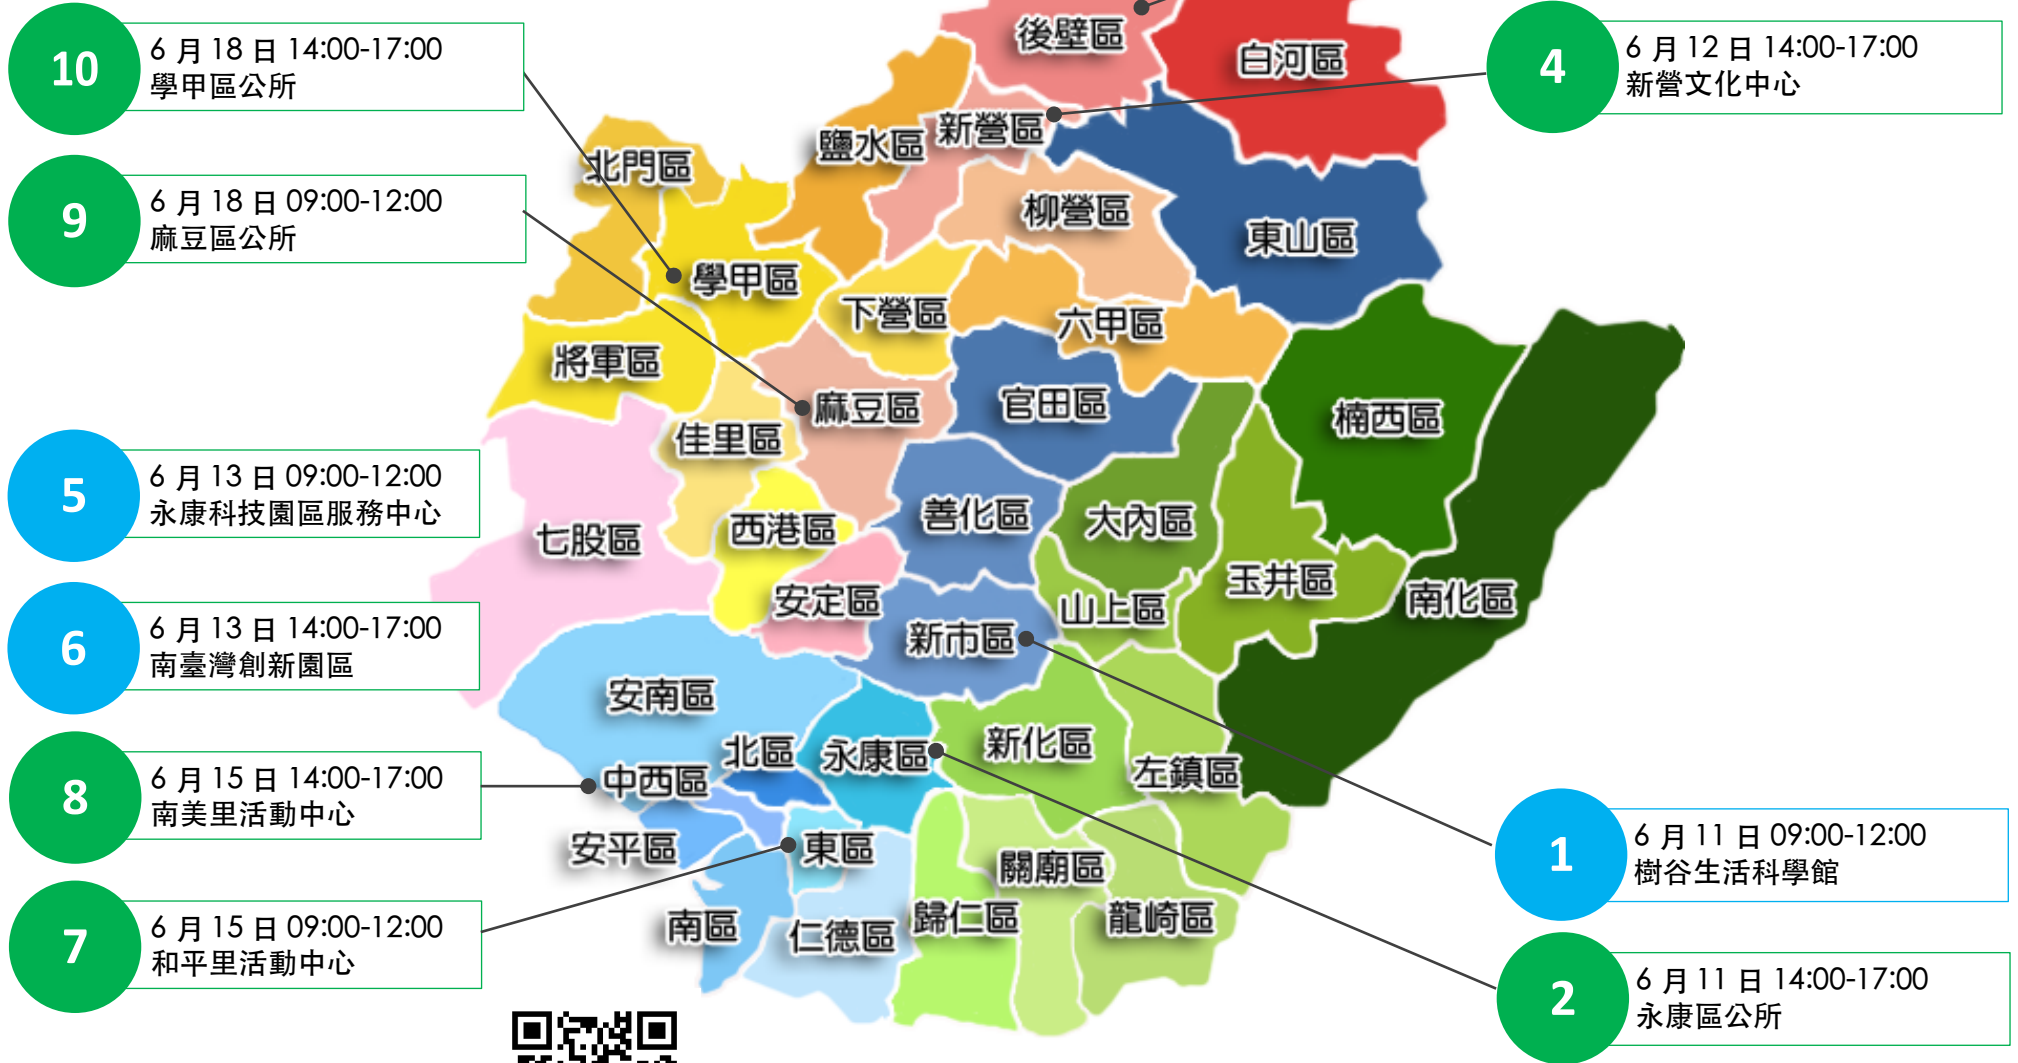 10
6 月 18 日 14:00-17:00
學甲區公所
9
6 月 18 日 09:00-12:00
麻豆區公所
5
6 月 13 日 09:00-12:00
永康科技園區服務中心
6
6 月 13 日 14:00-17:00
南臺灣創新園區
8
6 月 15 日 14:00-17:00
南美里活動中心
7
6 月 15 日 09:00-12:00
和平里活動中心
後壁區
白河區
鹽水區
新營區
北門區
柳營區
東山區
學甲區
下營區
六甲區
將軍區
麻豆區
官田區
楠西區
佳里區
七股區
西港區
善化區
大內區
安定區
山上區
玉井區
南化區
新市區
安南區
北區
永康區
新化區
左鎮區
中西區
安平區
東區
關廟區
南區
仁德區
歸仁區
龍崎區
4
6 月 12 日 14:00-17:00
新營文化中心
1
6 月 11 日 09:00-12:00
樹谷生活科學館
2
6 月 11 日 14:00-17:00
永康區公所